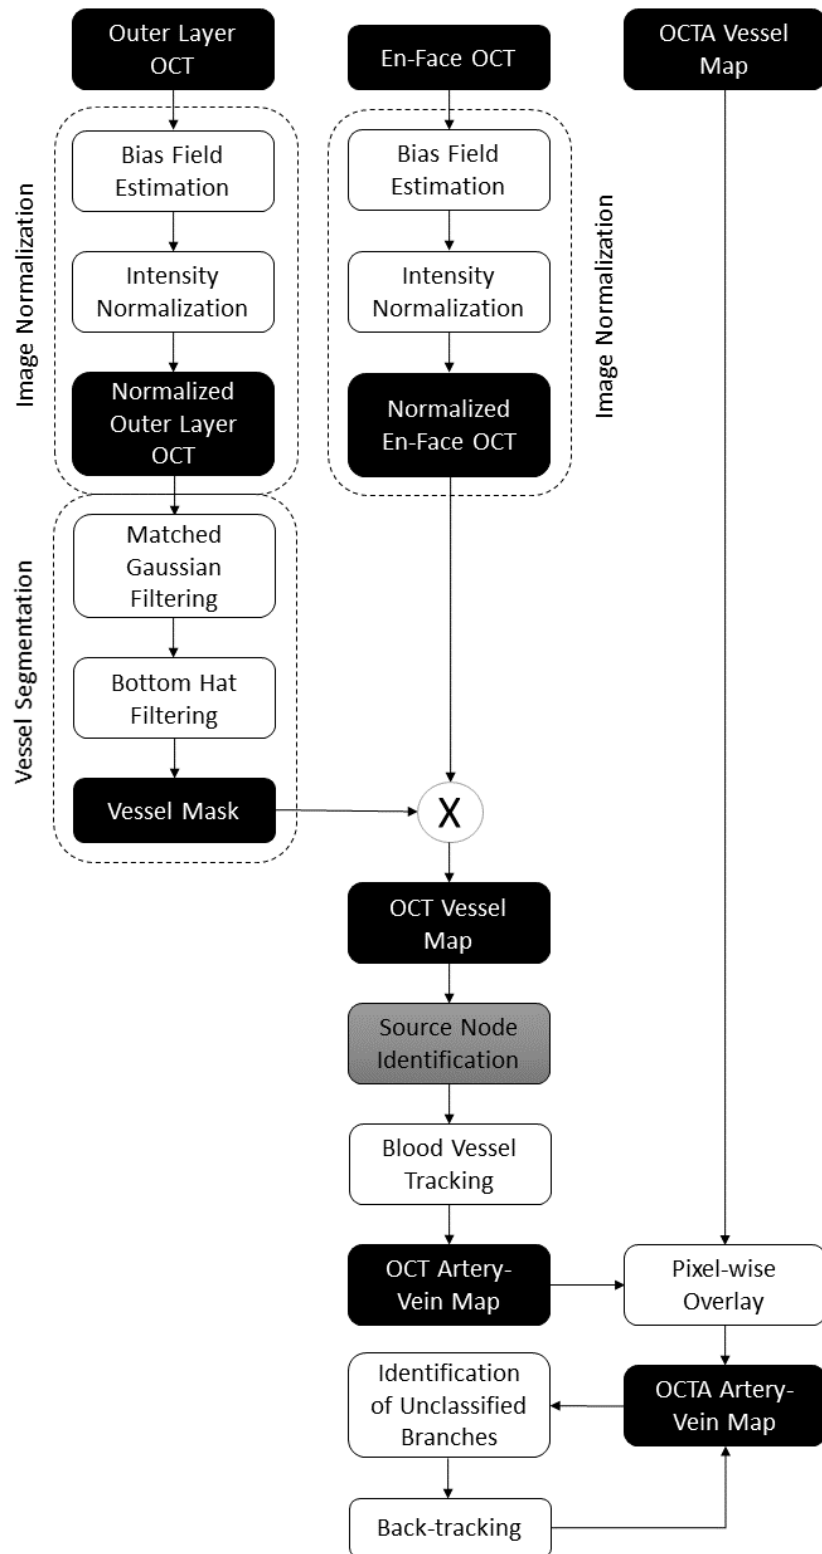 Outer Layer
OCT
En-Face OCT
OCTA Vessel
Map
Image Normalization
Bias Field
Estimation
Intensity
Normalization
Normalized
Outer Layer
OCT
Bias Field
Estimation
Intensity
Normalization
Normalized
En-Face OCT
Image Normalization
Vessel Segmentation
Matched
Gaussian
Filtering
Bottom Hat
Filtering
Vessel Mask
X
OCT Vessel
Map
Source Node
Identification
Blood Vessel
Tracking
OCT Artery-
Vein Map
Pixel-wise
Overlay
OCTA Artery-
Vein Map
Identification
of Unclassified
Branches
Back-tracking